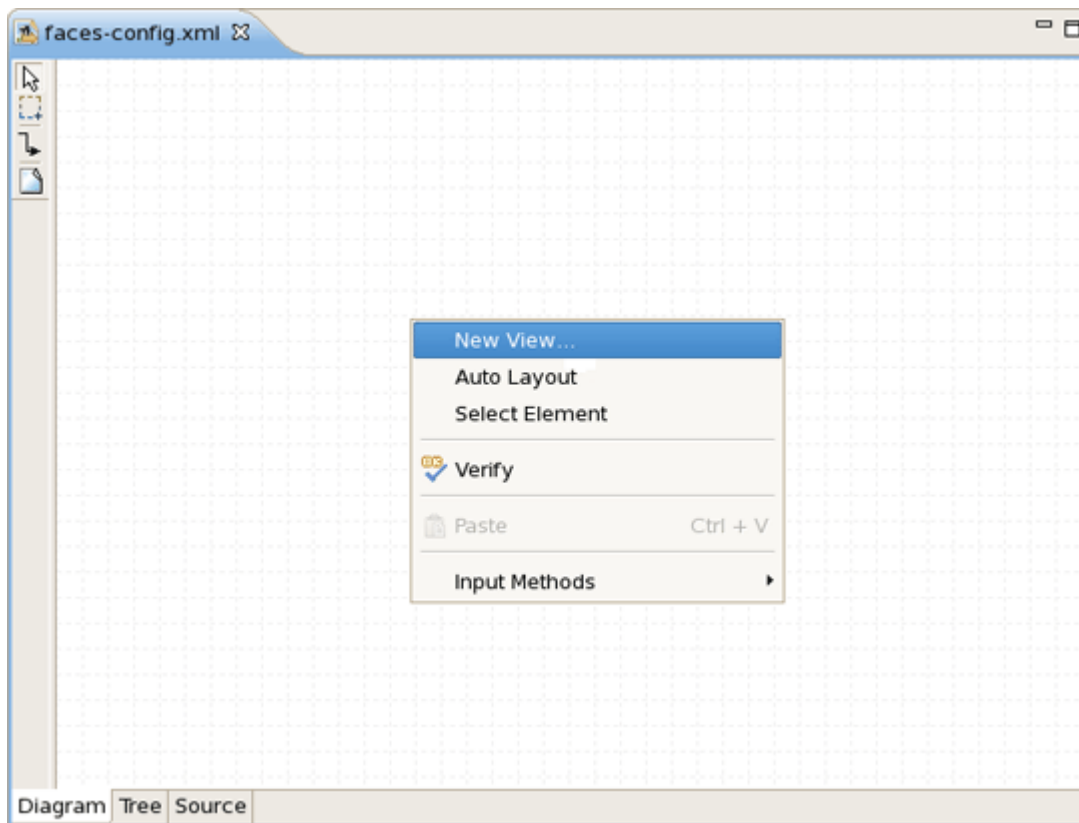 faces-config.xml
New View...
Auto Layout
Select Element
Verify
Paste Ctrl + V
Input Methods
Diagram Tree Source